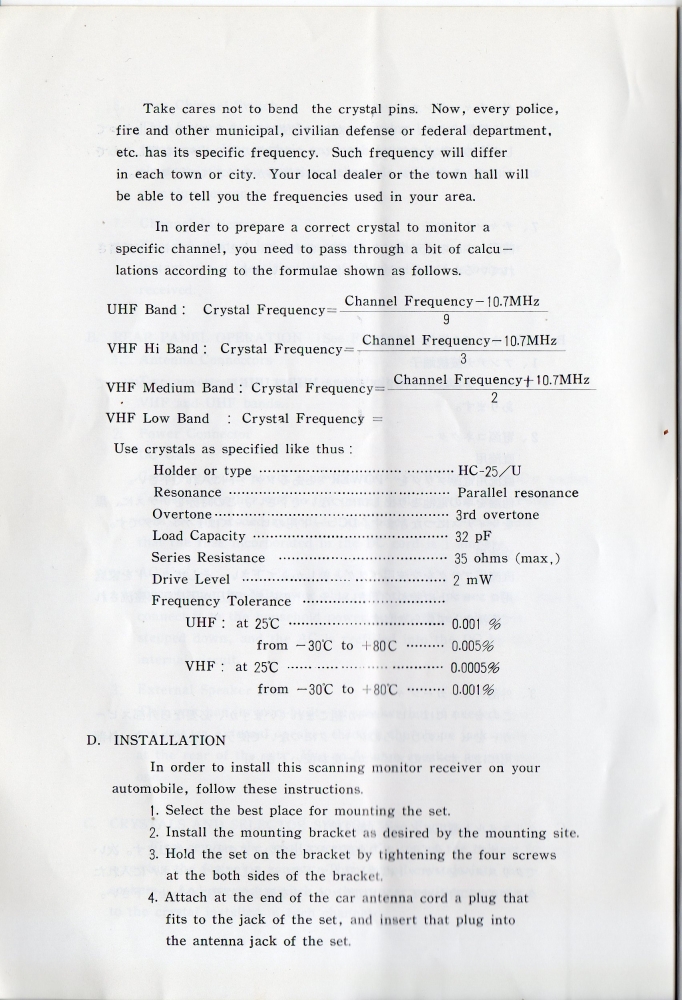 Take cares not to bend the crystal pins. Now, every police,
fire and other municipal, civilian defense or federal department,
etc. has its specific frequency. Such frequency will differ
in each town or city. Your local dealer or the town hall will
be able to tell you the frequencies used in your area.
In order to prepare a correct crystal to monitor a
specific channel, you need to pass through a bit of calcu-
lations according to the formulae shown as follows.
UHF Band : Crystal Frequency= Channel Frequency-10.7MHz
9
VHF Hi Band : Crystal Frequency= Channel Frequency-10.7MHz
3
VHF Medium Band : Crystal Frequency= Channel Frequency+10.7MHz
2
VHF Low Band : Crystal Frequency =
Use crystals as specified like thus :
Holder or type ........................ HC-25/U
Resonance ........................ Parallel resonance
Overtone ........................ 3rd overtone
Load Capacity ........................ 32 pF
Series Resistance ........................ 35 ohms (max,)
Drive Level ........................ 2 mW
Frequency Tolerance ........................
UHF : at 25℃ ........................ 0.001 %
from -30℃ to +80C ......... 0.005%
VHF : at 25℃ ........................ 0.0005%
from -30℃ to +80℃ ......... 0.001%
D. INSTALLATION
In order to install this scanning monitor receiver on your
automobile, follow these instructions.
1. Select the best place for mounting the set.
2. Install the mounting bracket as desired by the mounting site.
3. Hold the set on the bracket by tightening the four screws
at the both sides of the bracket.
4. Attach at the end of the car antenna cord a plug that
fits to the jack of the set, and insert that plug into
the antenna jack of the set.